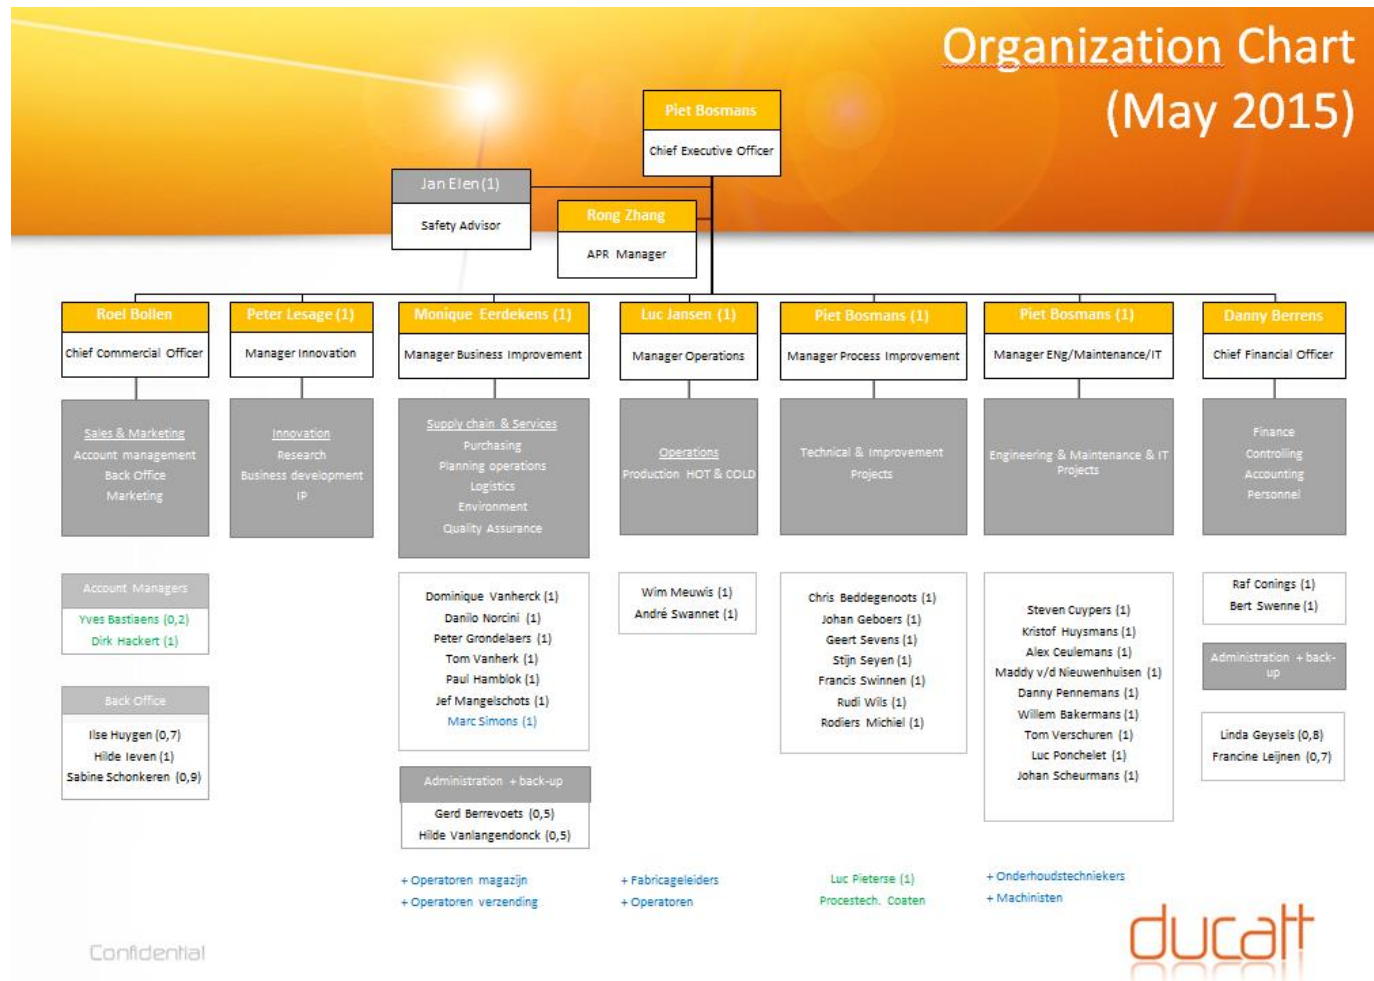 Organization Chart
(May 2015)
Piet Bosmans
Chief Executive Officer
Jan Elen (1)
Safety Advisor
Rong Zhang
APR Manager
Roel Bollen
Chief Commercial Officer
Sales & Marketing
Account management
Back Office
Marketing
Account Managers
Yves Bastiaens (0,2)
Dirk Hackert (1)
Back Office
Ilse Huygen (0,7)
Hilde Ieven (1)
Sabine Schonkeren (0,9)
Peter Lesage (1)
Manager Innovation
Innovation
Research
Business development
IP
Monique Eerdekens (1)
Manager Business Improvement
Supply chain & Services
Purchasing
Planning operations
Logistics
Environment
Quality Assurance
Dominique Vanherck (1)
Danilo Norcini (1)
Peter Grondelaers (1)
Tom Vanherk (1)
Paul Hamblok (1)
Jef Mangelschots (1)
Marc Simons (1)
Administration + back-up
Gerd Berrevoets (0,5)
Hilde Vanlangendonck (0,5)
+ Operatoren magazijn
+ Operatoren verzending
Luc Jansen (1)
Manager Operations
Operations
Production HOT & COLD
Wim Meuwis (1)
André Swannet (1)
+ Fabricageleiders
+ Operatoren
Piet Bosmans (1)
Manager Process Improvement
Technical & Improvement
Projects
Chris Beddegenoots (1)
Johan Geboers (1)
Geert Sevens (1)
Stijn Seyen (1)
Francis Swinnen (1)
Rudi Wils (1)
Rodiers Michiel (1)
Luc Pieterse (1)
Procestech. Coaten
Piet Bosmans (1)
Manager ENg/Maintenance/IT
Engineering & Maintenance & IT
Projects
Steven Cuypers (1)
Kristof Huysmans (1)
Alex Ceulemans (1)
Maddy v/d Nieuwenhuisen (1)
Danny Pennemans (1)
Willem Bakermans (1)
Tom Verschuren (1)
Luc Ponchelet (1)
Johan Scheurmans (1)
+ Onderhoudstechniekers
+ Machinisten
Danny Berrens
Chief Financial Officer
Finance
Controlling
Accounting
Personnel
Raf Conings (1)
Bert Swenne (1)
Administration + back-
up
Linda Geysels (0,8)
Francine Leijnen (0,7)
Confidential
ducatt